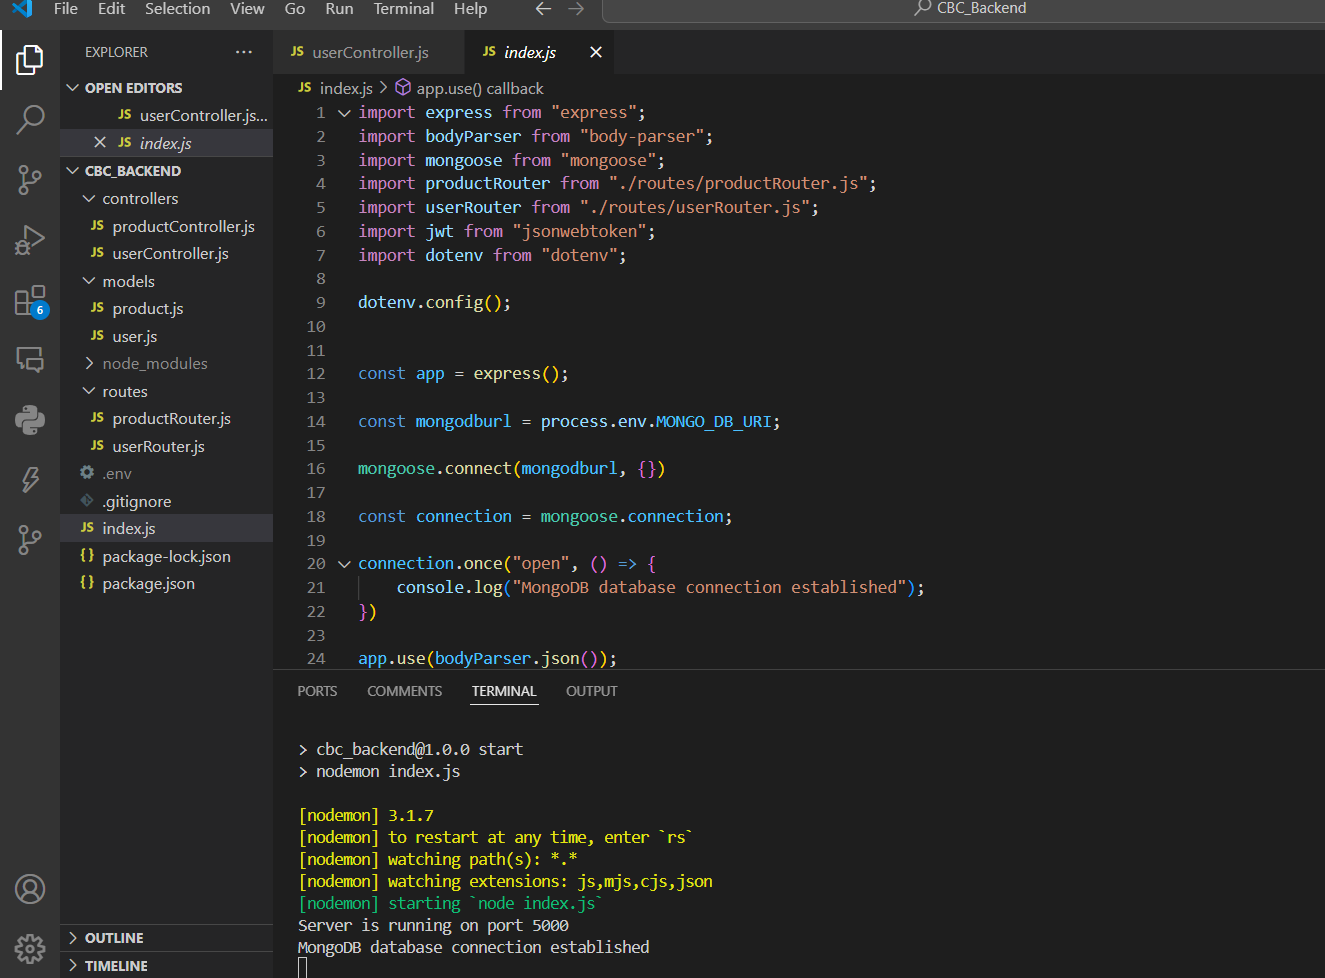 File Edit Selection View Go Run Terminal Help ← → CBC_Backend
EXPLORER ···
OPEN EDITORS
JS userController.js...
× JS index.js
CBC_BACKEND
controllers
JS productController.js
JS userController.js
models
JS product.js
JS user.js
node_modules
routes
JS productRouter.js
JS userRouter.js
.env
.gitignore
JS index.js
{} package-lock.json
{} package.json
OUTLINE
TIMELINE
6
JS userController.js JS index.js ×
JS index.js > app.use() callback
1 import express from "express";
2 import bodyParser from "body-parser";
3 import mongoose from "mongoose";
4 import productRouter from "./routes/productRouter.js";
5 import userRouter from "./routes/userRouter.js";
6 import jwt from "jsonwebtoken";
7 import dotenv from "dotenv";
8
9 dotenv.config();
10
11
12 const app = express();
13
14 const mongodburl = process.env.MONGO_DB_URI;
15
16 mongoose.connect(mongodburl, {})
17
18 const connection = mongoose.connection;
19
20 connection.once("open", () => {
21 console.log("MongoDB database connection established");
22 })
23
24 app.use(bodyParser.json());
PORTS COMMENTS TERMINAL OUTPUT
> cbc_backend@1.0.0 start
> nodemon index.js
[nodemon] 3.1.7
[nodemon] to restart at any time, enter `rs`
[nodemon] watching path(s): *.*
[nodemon] watching extensions: js,mjs,cjs,json
[nodemon] starting `node index.js`
Server is running on port 5000
MongoDB database connection established